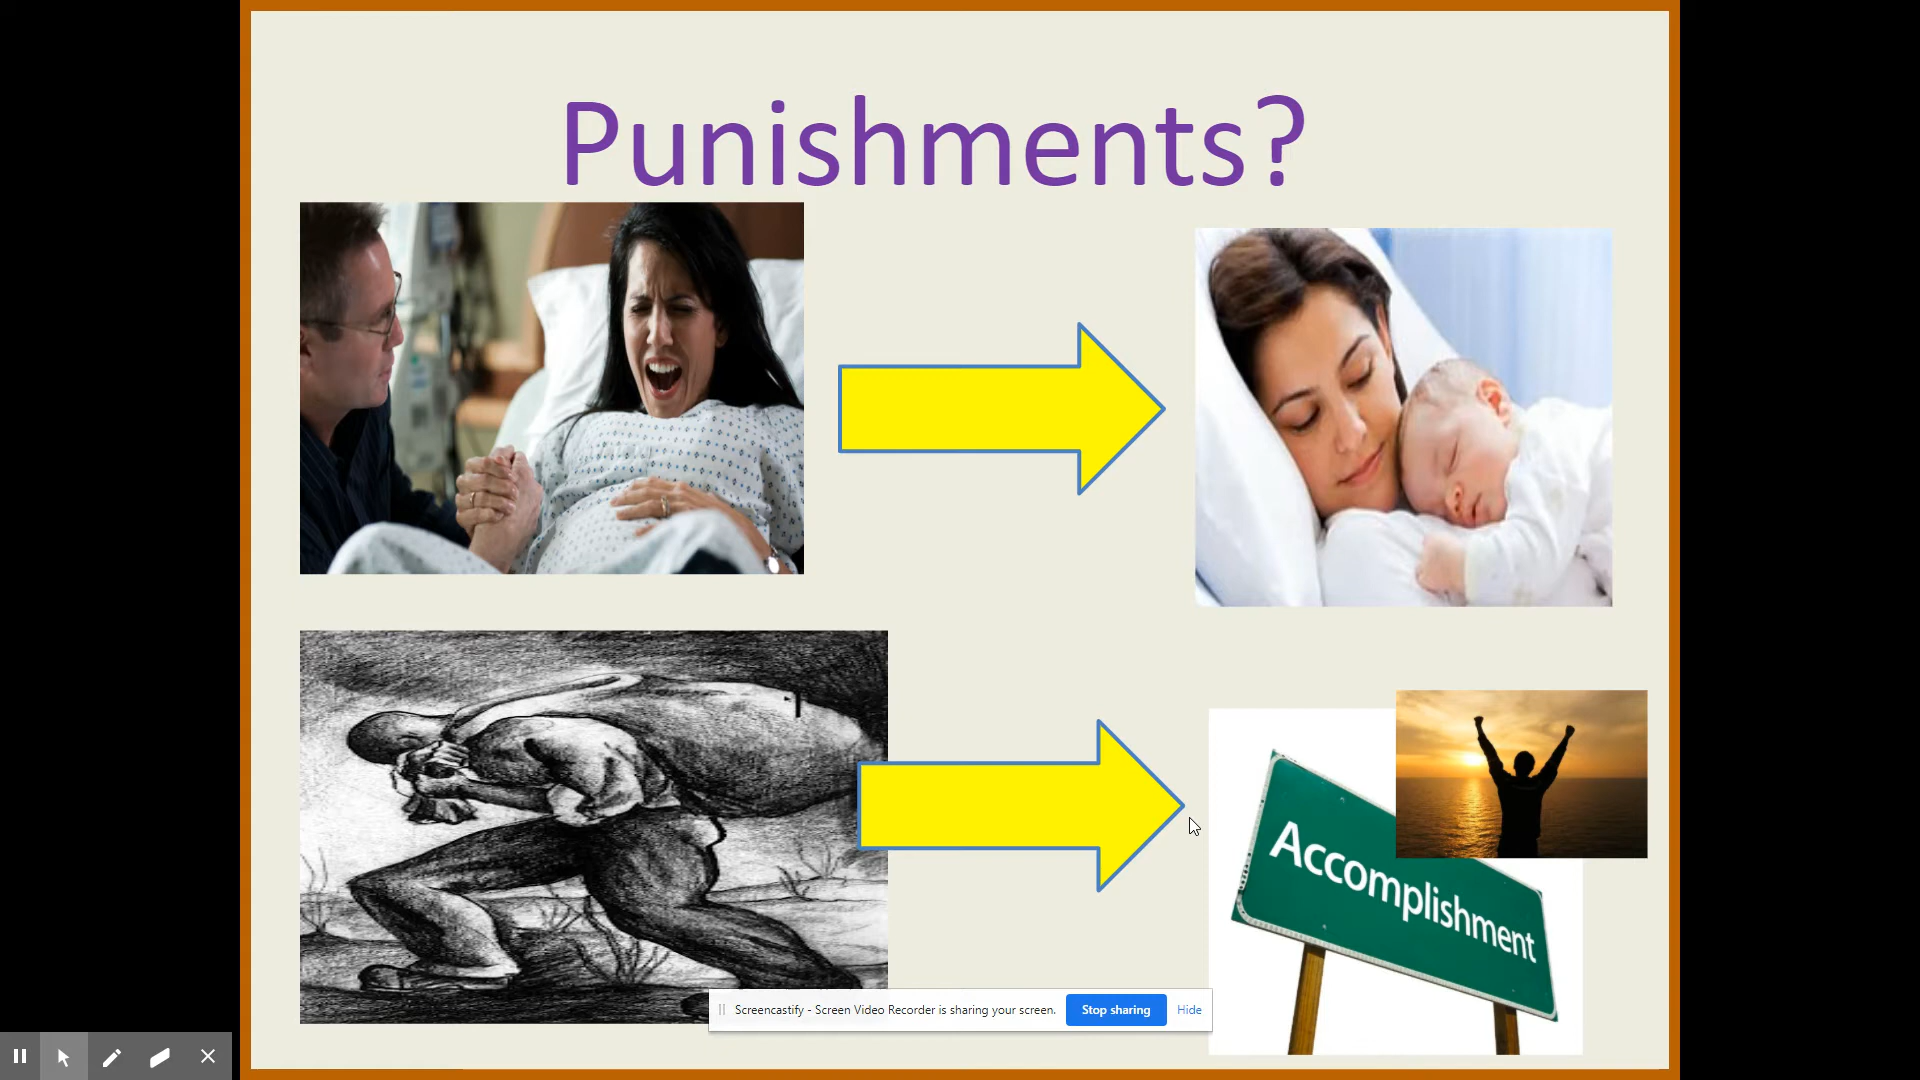 Punishments?
Accomplishment
Screencastify - Screen Video Recorder is sharing your screen.
Stop sharing
Hide